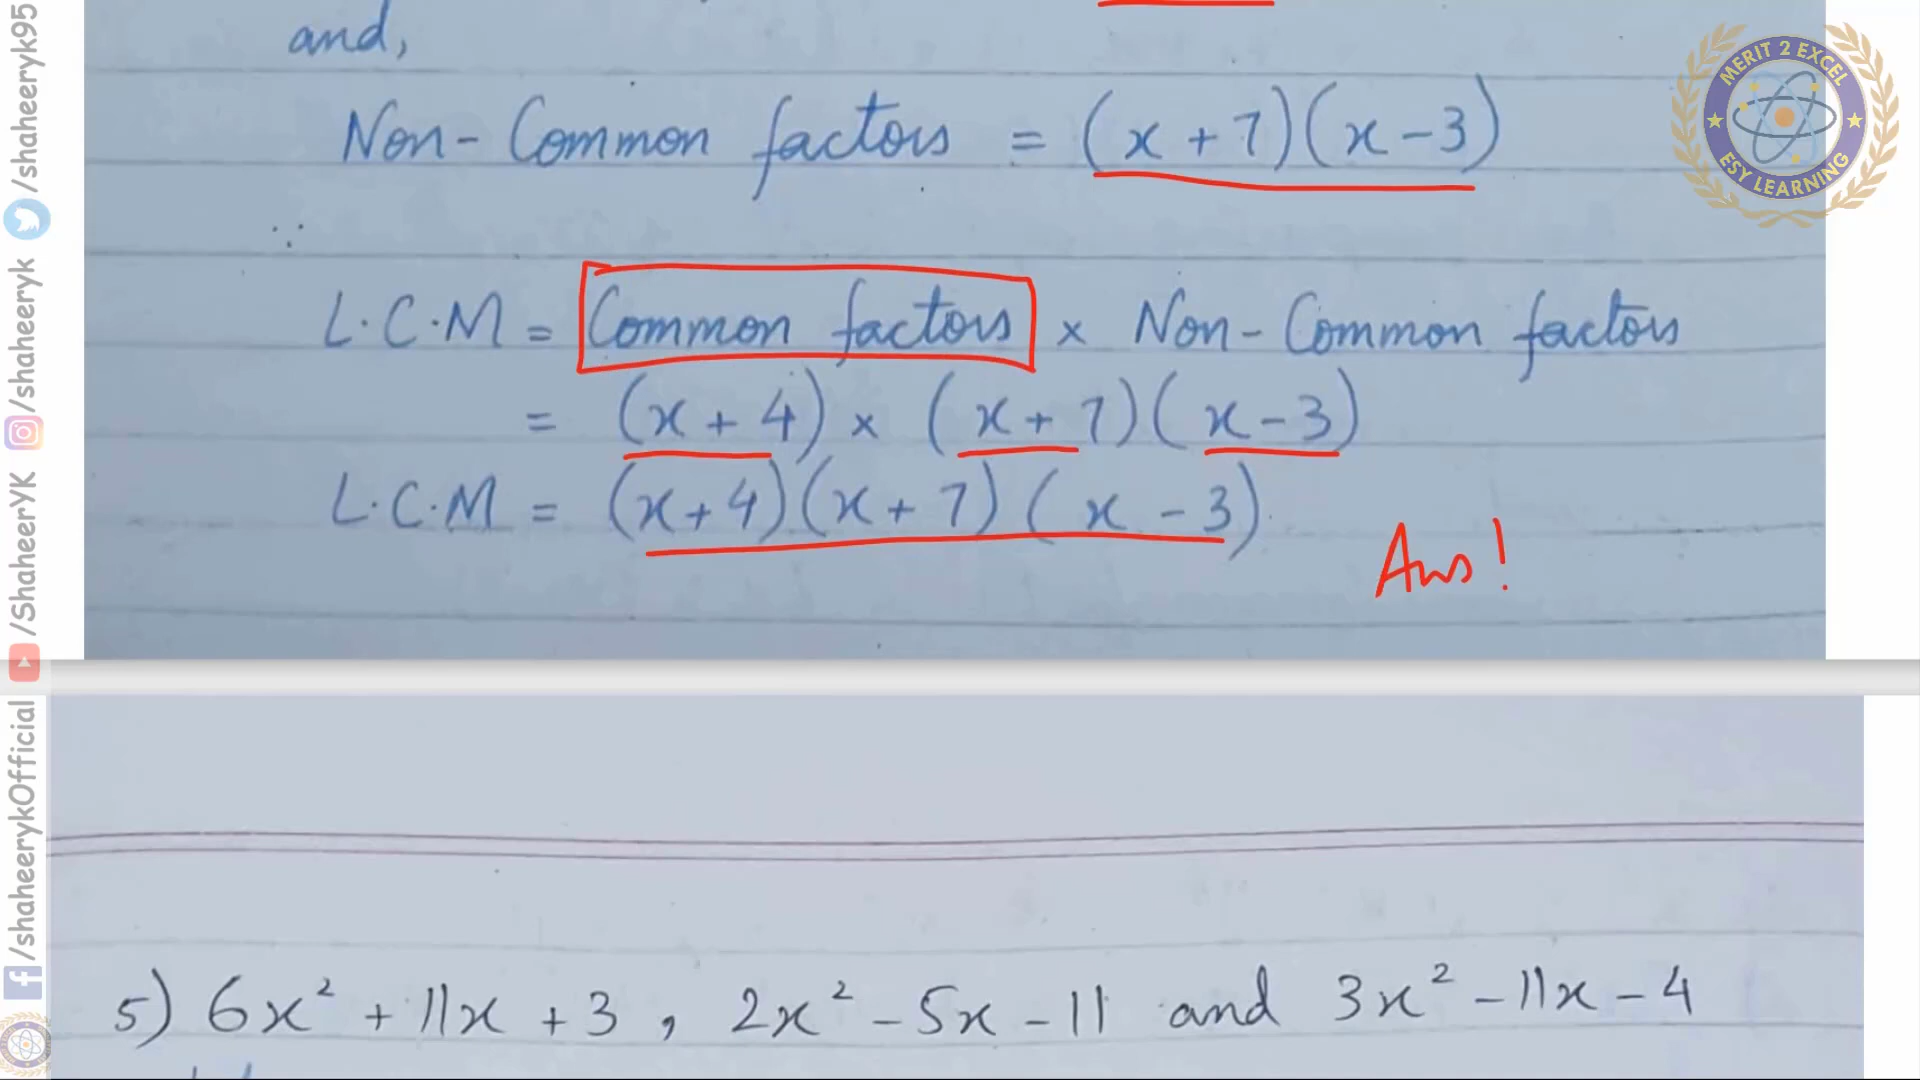 and,
Non-Common factors = (x+7)(x-3)
∴
L.C.M = Common factors × Non-Common factors
= (x+4) × (x+7)(x-3)
L.C.M = (x+4)(x+7)(x-3)
Ans!
5) 6x² + 11x + 3, 2x² - 5x - 11 and 3x² - 11x - 4
MERIT 2 EXCEL
ESY LEARNING
/shaheeryk95
/shaheeryk
/ShaheerYK
/shaheerykOfficial